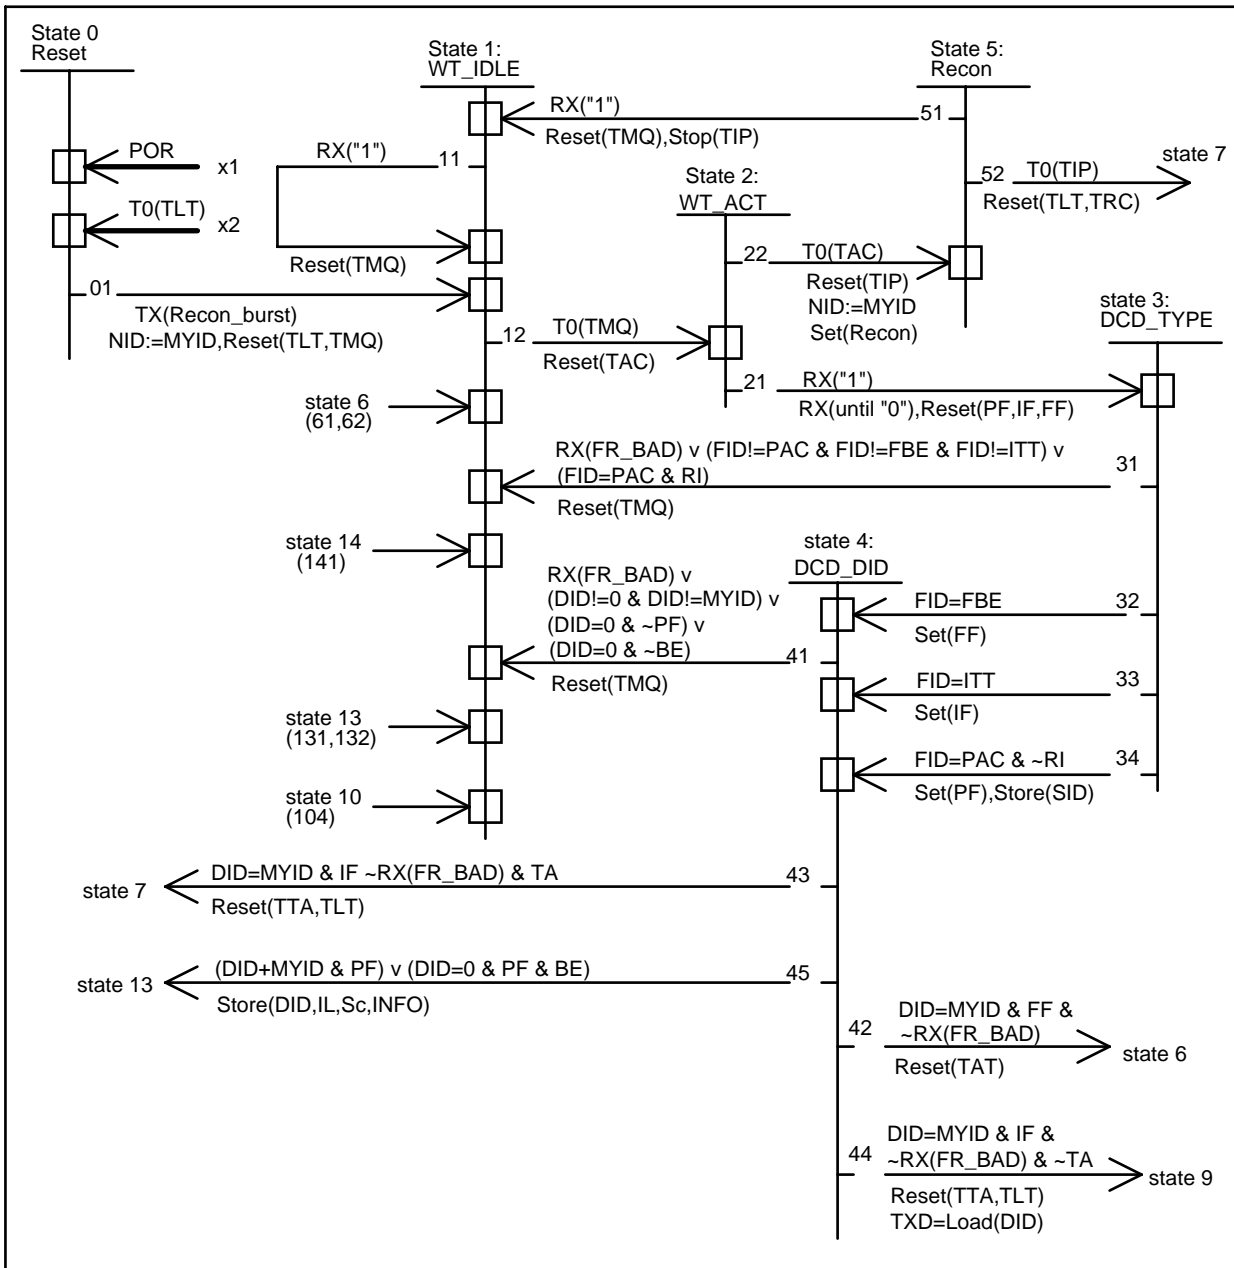 State 0
Reset
State 1:
WT_IDLE
State 5:
Recon
RX("1")
51
Reset(TMQ),Stop(TIP)
POR
x1
RX("1")
11
state 7
52
T0(TIP)
Reset(TLT,TRC)
State 2:
WT_ACT
T0(TLT)
x2
Reset(TMQ)
22
T0(TAC)
Reset(TIP)
NID:=MYID
Set(Recon)
01
TX(Recon_burst)
NID:=MYID,Reset(TLT,TMQ)
state 3:
DCD_TYPE
12
T0(TMQ)
Reset(TAC)
21
RX("1")
RX(until "0"),Reset(PF,IF,FF)
state 6
(61,62)
RX(FR_BAD) v (FID!=PAC & FID!=FBE & FID!=ITT) v
(FID=PAC & RI)
31
Reset(TMQ)
state 14
(141)
state 4:
DCD_DID
RX(FR_BAD) v
(DID!=0 & DID!=MYID) v
(DID=0 & ~PF) v
(DID=0 & ~BE)
41
Reset(TMQ)
FID=FBE
32
Set(FF)
FID=ITT
33
Set(IF)
state 13
(131,132)
FID=PAC & ~RI
34
Set(PF),Store(SID)
state 10
(104)
state 7
DID=MYID & IF ~RX(FR_BAD) & TA
43
Reset(TTA,TLT)
state 13
(DID+MYID & PF) v (DID=0 & PF & BE)
45
Store(DID,IL,Sc,INFO)
42
DID=MYID & FF &
~RX(FR_BAD)
Reset(TAT)
state 6
44
DID=MYID & IF &
~RX(FR_BAD) & ~TA
Reset(TTA,TLT)
TXD=Load(DID)
state 9